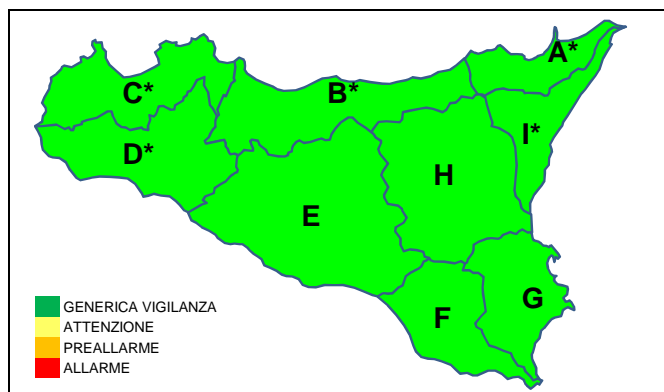 A*
C*
B*
I*
D*
H
E
G
F
GENERICA VIGILANZA
ATTENZIONE
PREALLARME
ALLARME